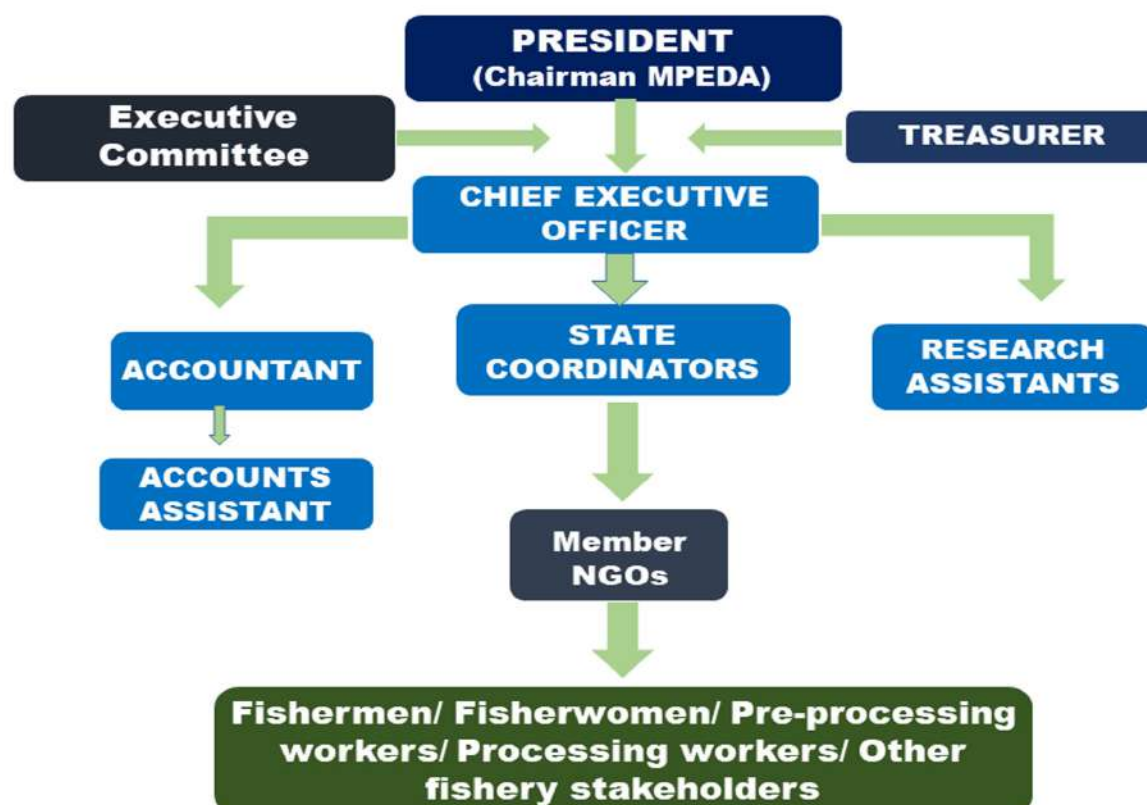 PRESIDENT
(Chairman MPEDA)
Executive
Committee
TREASURER
CHIEF EXECUTIVE
OFFICER
ACCOUNTANT
STATE
COORDINATORS
RESEARCH
ASSISTANTS
ACCOUNTS
ASSISTANT
Member
NGOs
Fishermen/ Fisherwomen/ Pre-processing
workers/ Processing workers/ Other
fishery stakeholders